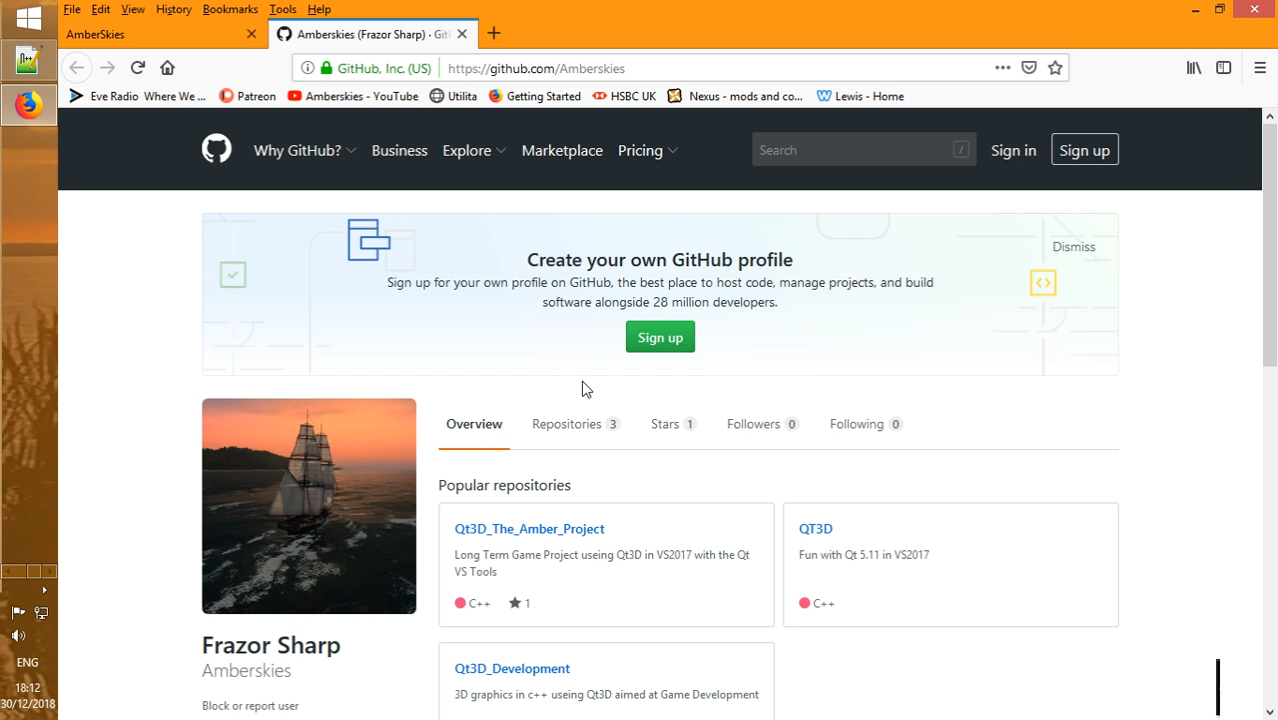 File Edit View History Bookmarks Tools Help
AmberSkies
Amberskies (Frazor Sharp) · Git
GitHub, Inc. (US) https://github.com/Amberskies
Eve Radio Where We ... Patreon Amberskies - YouTube Utilita Getting Started HSBC UK Nexus - mods and co... Lewis - Home
Why GitHub? Business Explore Marketplace Pricing Search / Sign in Sign up
Dismiss
Create your own GitHub profile
Sign up for your own profile on GitHub, the best place to host code, manage projects, and build
software alongside 28 million developers.
Sign up
Overview Repositories 3 Stars 1 Followers 0 Following 0
Popular repositories
Qt3D_The_Amber_Project
Long Term Game Project useing Qt3D in VS2017 with the Qt
VS Tools
C++ 1
QT3D
Fun with Qt 5.11 in VS2017
C++
Qt3D_Development
3D graphics in c++ useing Qt3D aimed at Game Development
Frazor Sharp
Amberskies
Block or report user
ENG
18:12
30/12/2018